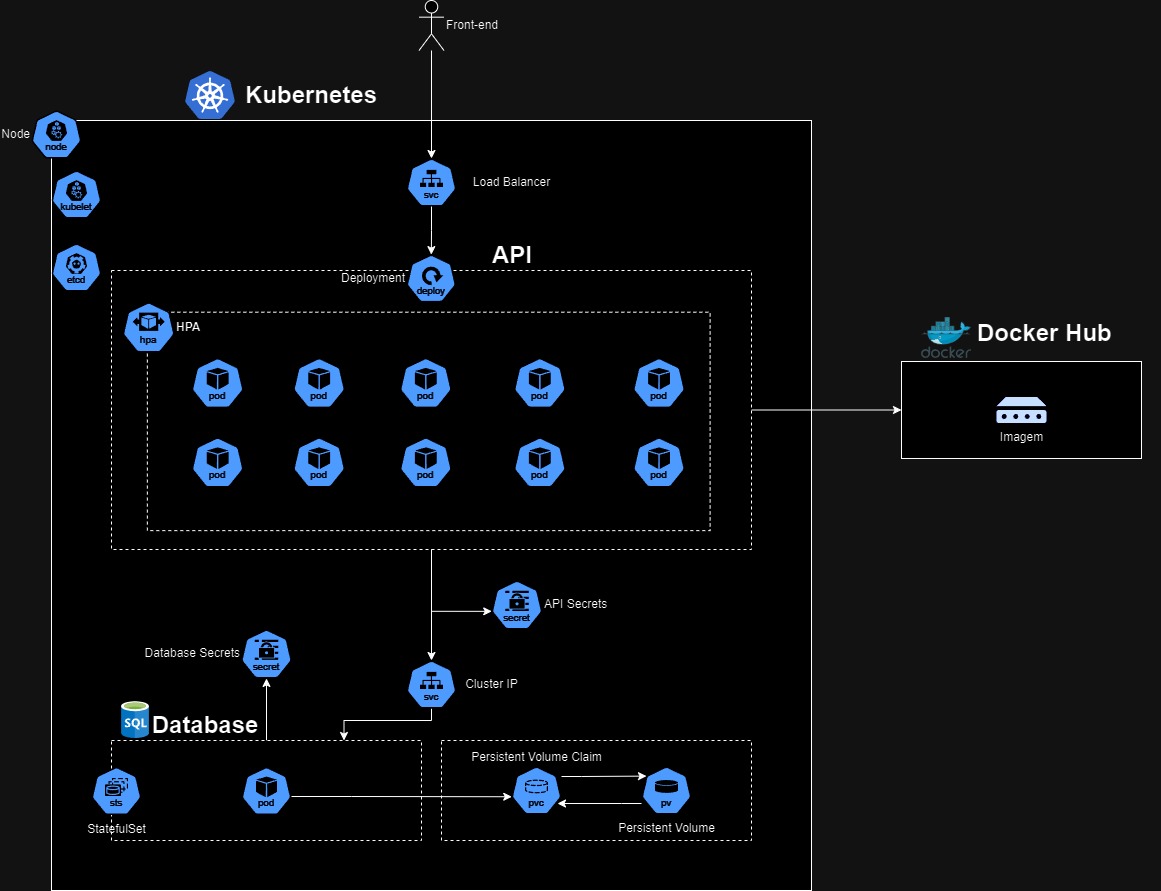 Front-end
Kubernetes
Node
node
kubelet
etcd
svc
Load Balancer
API
Deployment
deploy
HPA
hpa
pod
pod
pod
pod
pod
pod
pod
pod
pod
pod
docker
Docker Hub
Imagem
secret
API Secrets
Database Secrets
secret
svc
Cluster IP
SQL
Database
sts
StatefulSet
pod
Persistent Volume Claim
pvc
pv
Persistent Volume